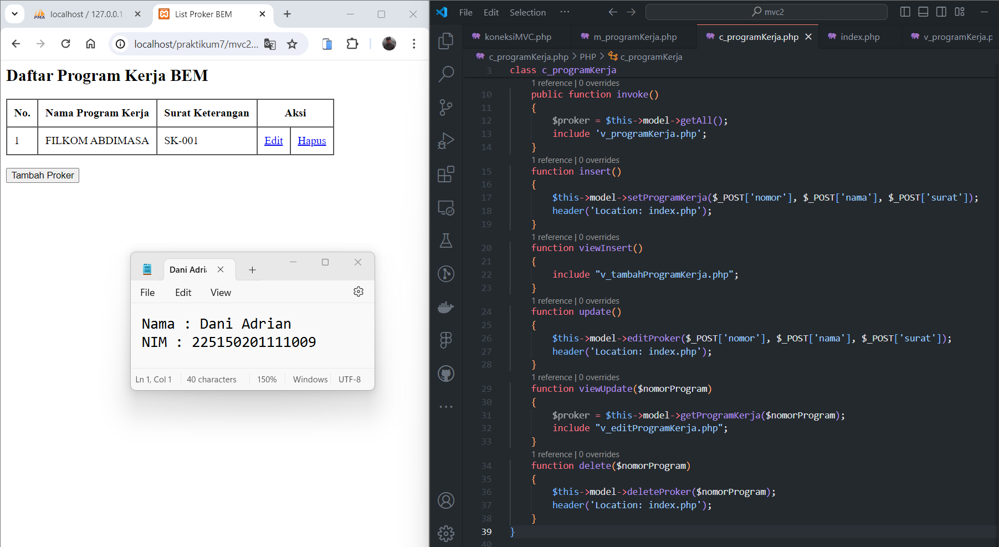 localhost / 127.0.0.1
List Proker BEM
localhost/praktikum7/mvc2...
Daftar Program Kerja BEM
No. Nama Program Kerja Surat Keterangan Aksi
1 FILKOM ABDIMASA SK-001 Edit Hapus
Tambah Proker
Dani Adri
File Edit View
Nama : Dani Adrian
NIM : 225150201111009
Ln 1, Col 1 40 characters 150% Windows UTF-8
File Edit Selection ... mvc2
koneksiMVC.php m_programKerja.php c_programKerja.php index.php v_programKerja.p
c_programKerja.php > PHP > c_programKerja
3 class c_programKerja
1 reference | 0 overrides
10 public function invoke()
11 {
12 $proker = $this->model->getAll();
13 include 'v_programKerja.php';
14 }
1 reference | 0 overrides
15 function insert()
16 {
17 $this->model->setProgramKerja($_POST['nomor'], $_POST['nama'], $_POST['surat']);
18 header('Location: index.php');
19 }
1 reference | 0 overrides
20 function viewInsert()
21 {
22 include "v_tambahProgramKerja.php";
23 }
1 reference | 0 overrides
24 function update()
25 {
26 $this->model->editProker($_POST['nomor'], $_POST['nama'], $_POST['surat']);
27 header('Location: index.php');
28 }
1 reference | 0 overrides
29 function viewUpdate($nomorProgram)
30 {
31 $proker = $this->model->getProgramKerja($nomorProgram);
32 include "v_editProgramKerja.php";
33 }
1 reference | 0 overrides
34 function delete($nomorProgram)
35 {
36 $this->model->deleteProker($nomorProgram);
37 header('Location: index.php');
38 }
39 }
40